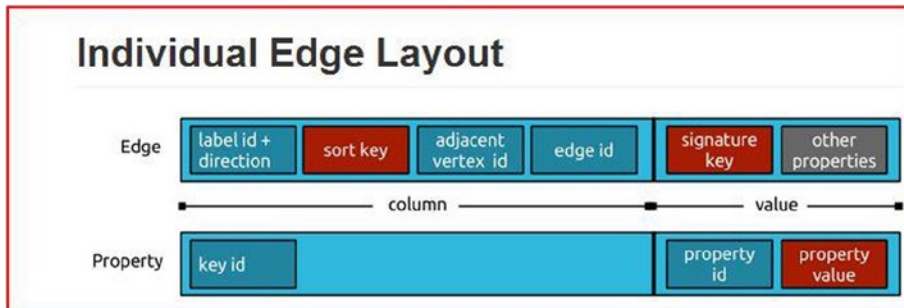 Individual Edge Layout
Edge
label id +
direction
sort key
adjacent
vertex id
edge id
signature
key
other
properties
column
value
Property
key id
property
id
property
value